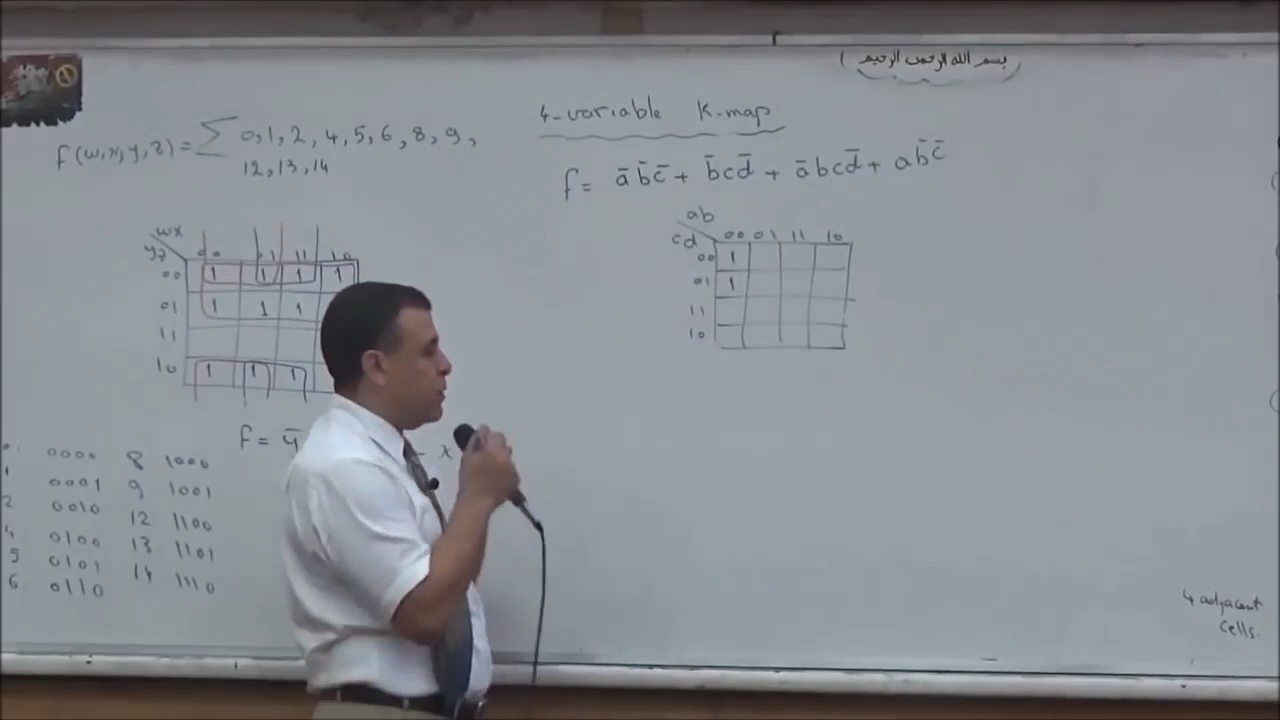 بسم الله الرحمن الرحيم
4-variable K-map
f(w,x,y,z) = ∑ 0,1,2,4,5,6,8,9,
12,13,14
f = a̅b̅c̅ + b̅cd̅ + a̅bcd̅ + ab̅c̅
wx
yz 00 01 11 10
00 1 1 1 1
01 1 1 1
11
10 1 1 1
ab
cd 00 01 11 10
00 1
01 1
11
10
f = y̅
x
0 0000 8 1000
1 0001 9 1001
2 0010 12 1100
4 0100 13 1101
5 0101 14 1110
6 0110
4 adjacent
cells.